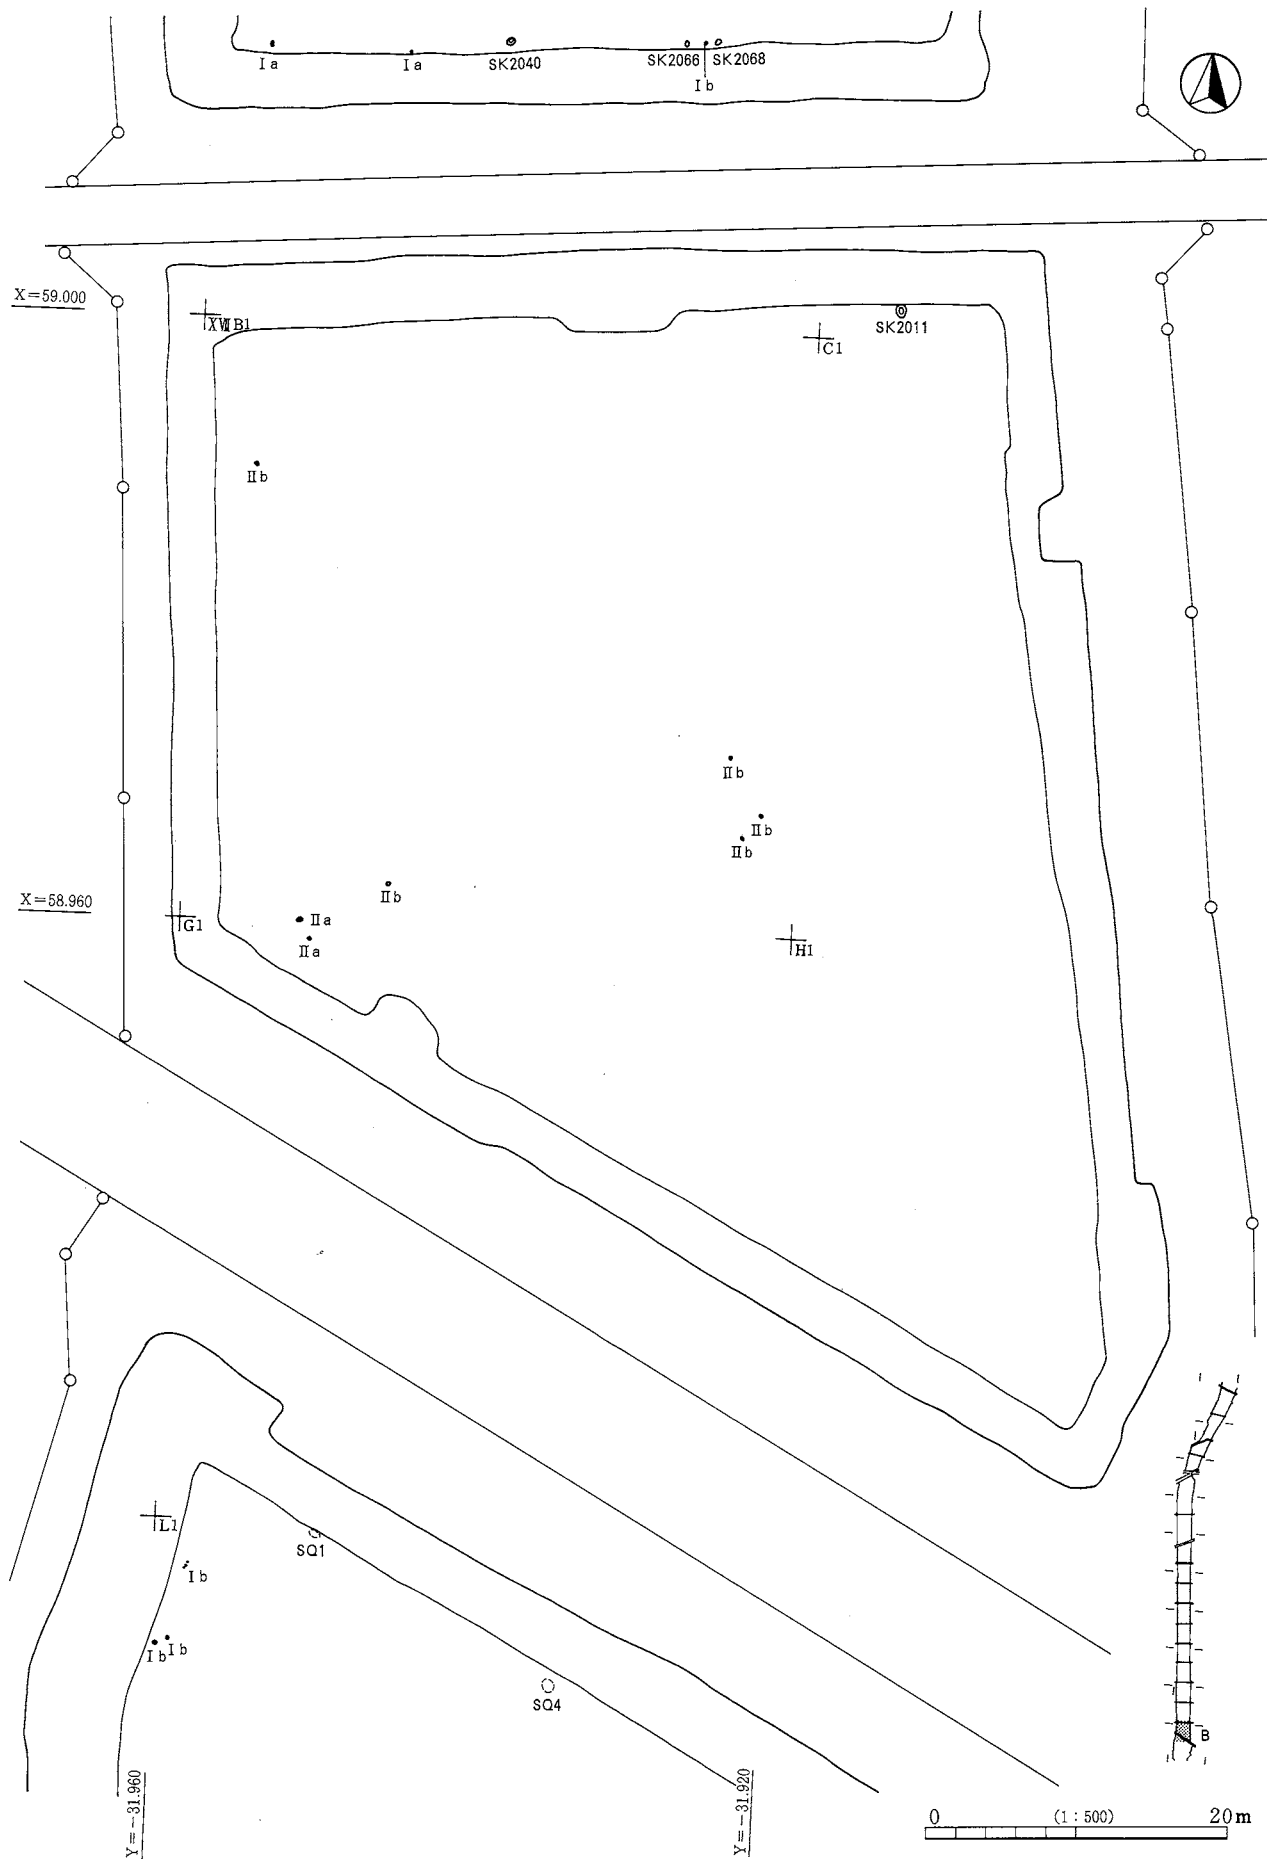 Ia
Ia
SK2040
SK2066
SK2068
Ib
X=59.000
XⅦB1
C1
SK2011
Ⅱb
Ⅱb
Ⅱb
Ⅱb
Ⅱb
X=58.960
G1
Ⅱa
Ⅱa
H1
L1
SQ1
Ib
Ib
Ib
SQ4
B
Y=-31.960
Y=-31.920
0 (1:500) 20m